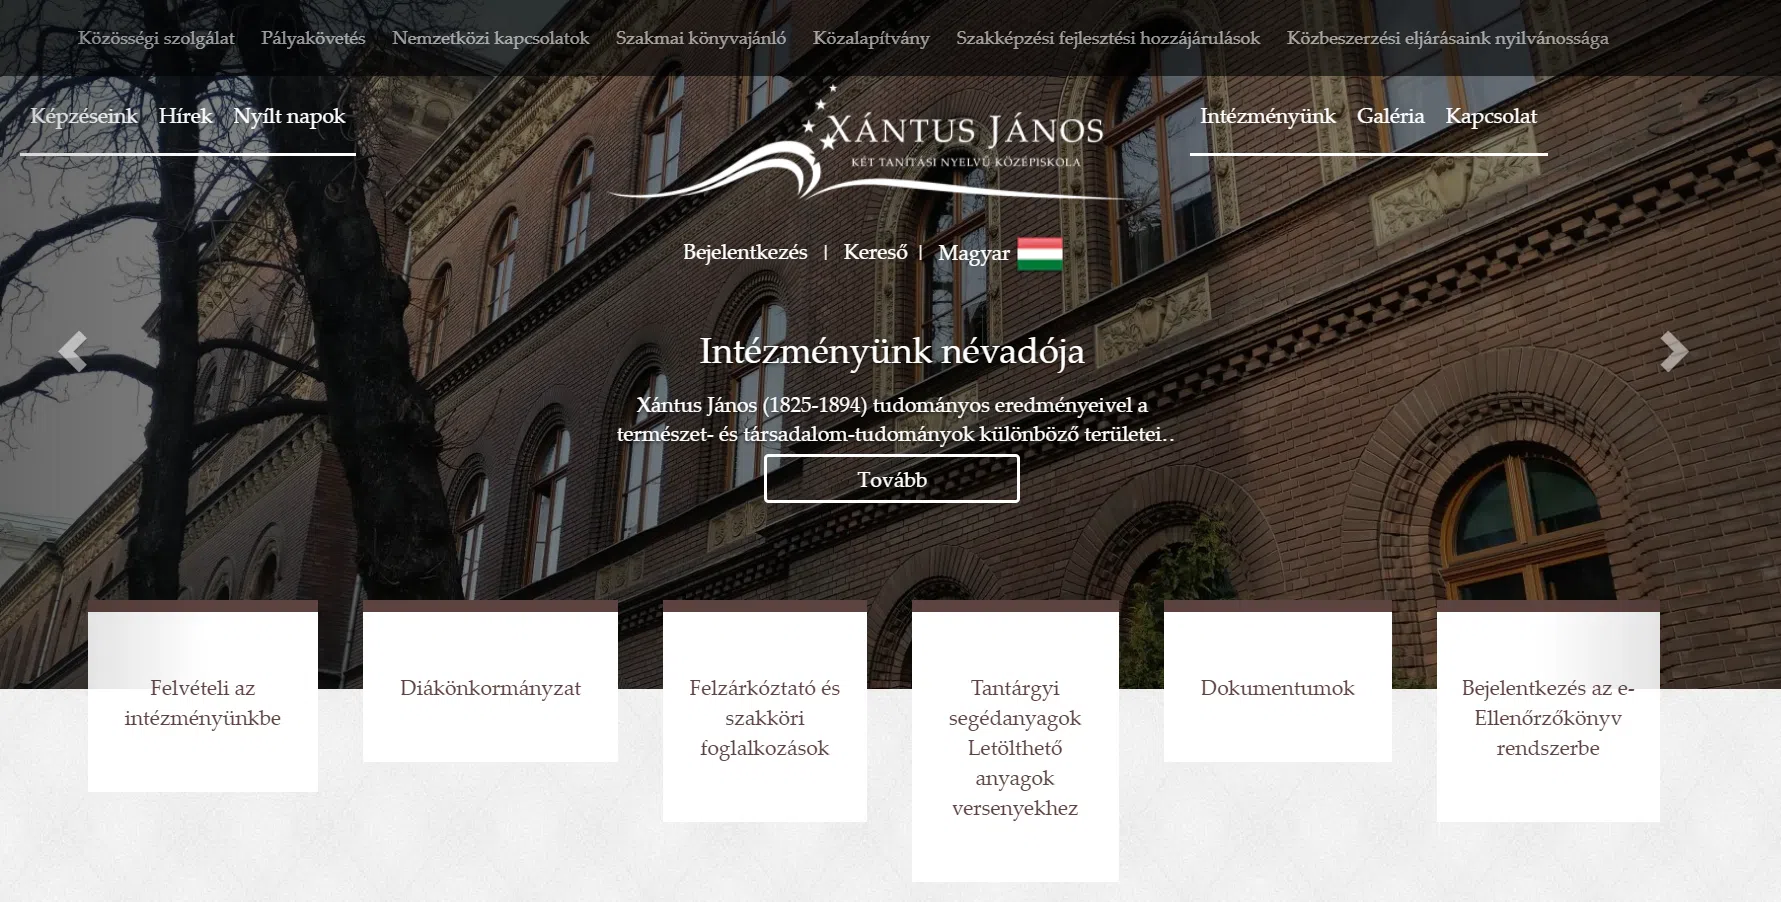 Közösségi szolgálat Pályakövetés Nemzetközi kapcsolatok Szakmai könyvajánló Közalapítvány Szakképzési fejlesztési hozzájárulások Közbeszerzési eljárásaink nyilvánossága
Képzéseink Hírek Nyílt napok
XÁNTUS JÁNOS
KÉT TANÍTÁSI NYELVŰ KÖZÉPISKOLA
Intézményünk Galéria Kapcsolat
Bejelentkezés | Kereső | Magyar
Intézményünk névadója
Xántus János (1825-1894) tudományos eredményeivel a
természet- és társadalom-tudományok különböző területei..
Tovább
Felvételi az
intézményünkbe
Diákönkormányzat
Felzárkóztató és
szakköri
foglalkozások
Tantárgyi
segédanyagok
Letölthető
anyagok
versenyekhez
Dokumentumok
Bejelentkezés az e-
Ellenőrzőkönyv
rendszerbe